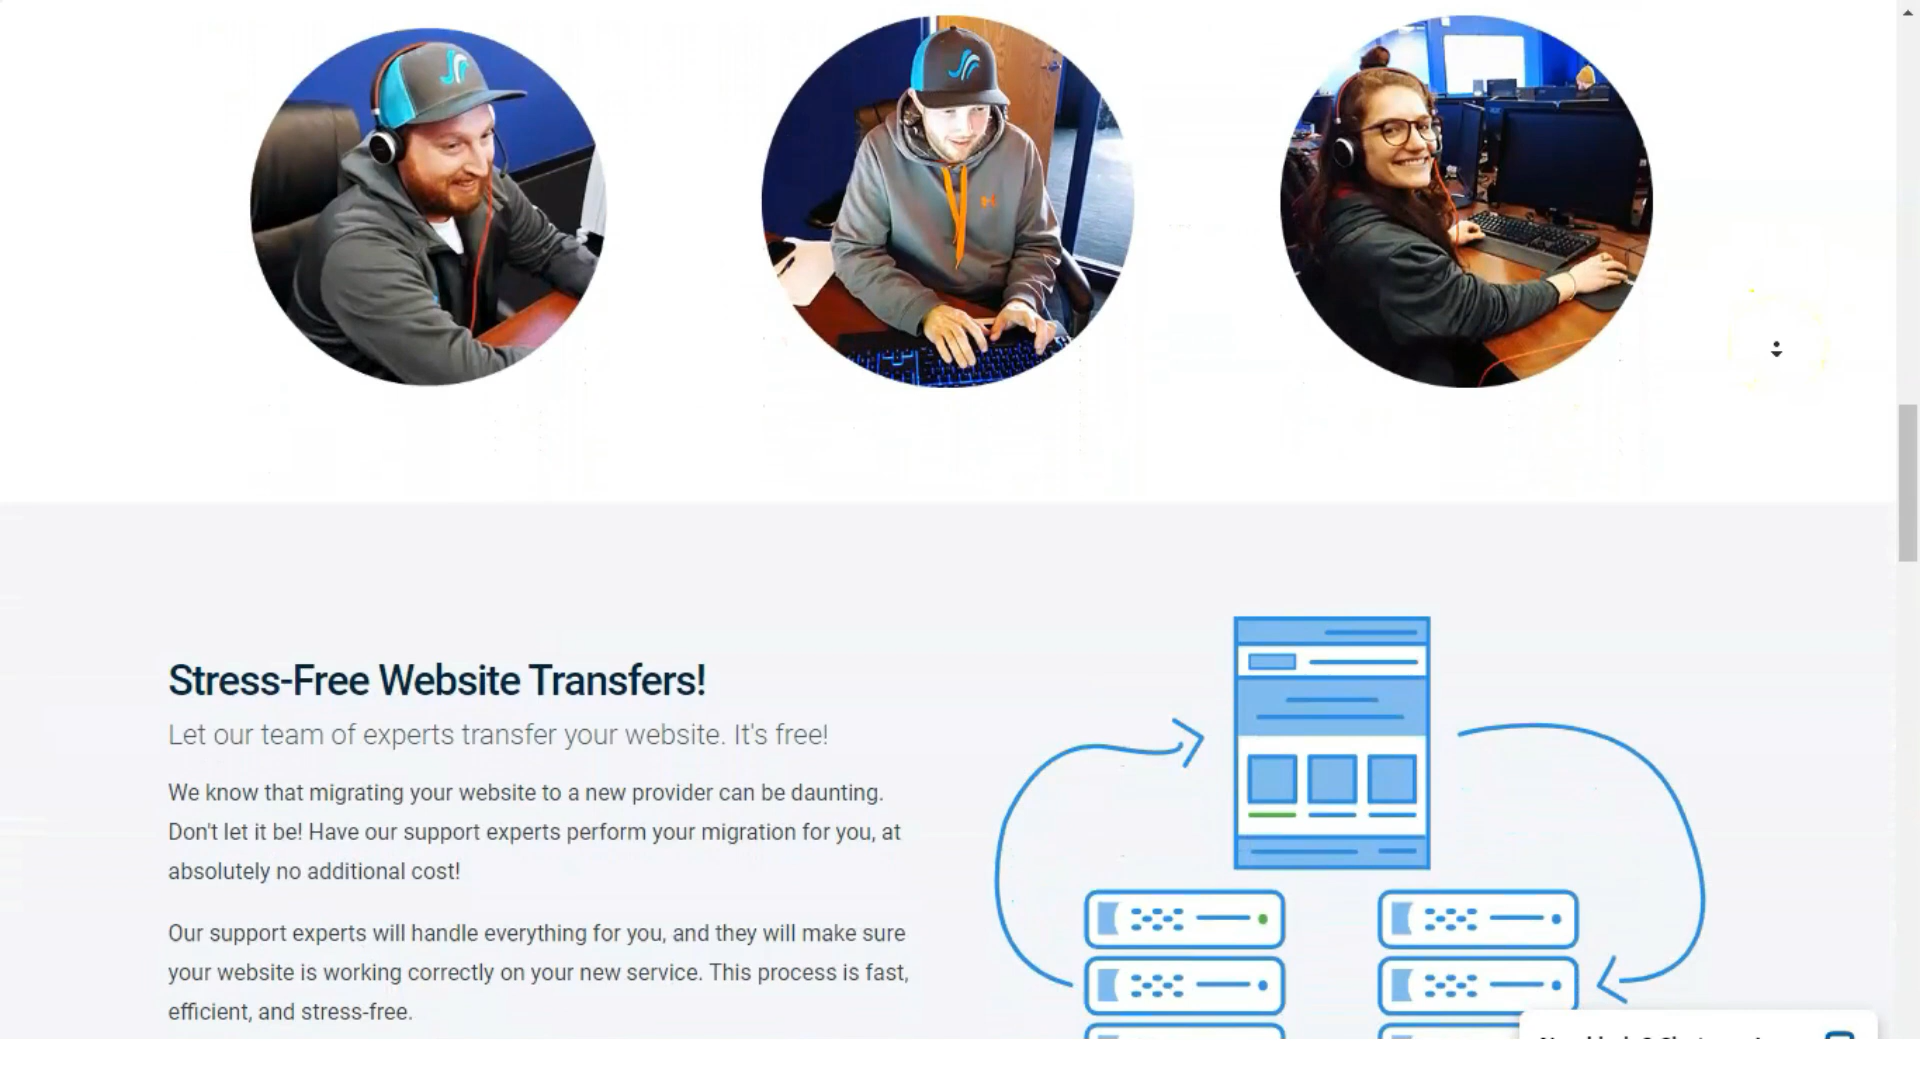 Stress-Free Website Transfers!
Let our team of experts transfer your website. It's free!
We know that migrating your website to a new provider can be daunting.
Don't let it be! Have our support experts perform your migration for you, at
absolutely no additional cost!
Our support experts will handle everything for you, and they will make sure
your website is working correctly on your new service. This process is fast,
efficient, and stress-free.